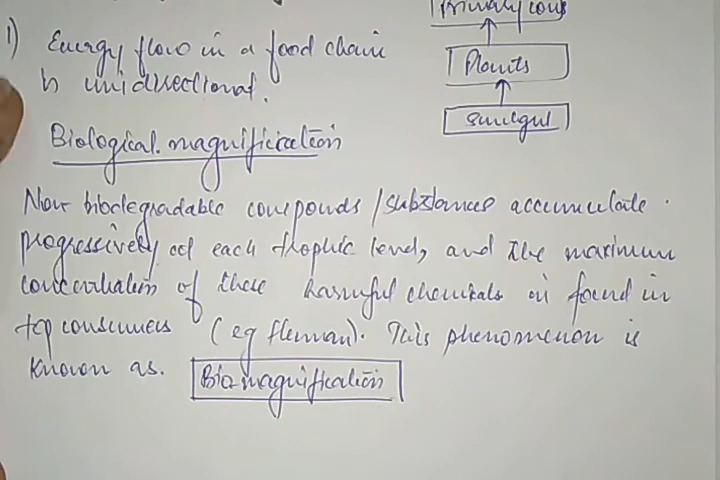 Primary cons
1) Energy flow in a food chain
is unidirectional.
Plants
Sunlight
Biological magnification
Non biodegradable compounds / substances accumulate.
progressively at each trophic level, and the maximum
concentration of these harmful chemicals is found in
top consumers (eg Human). This phenomenon is
known as. Biomagnification